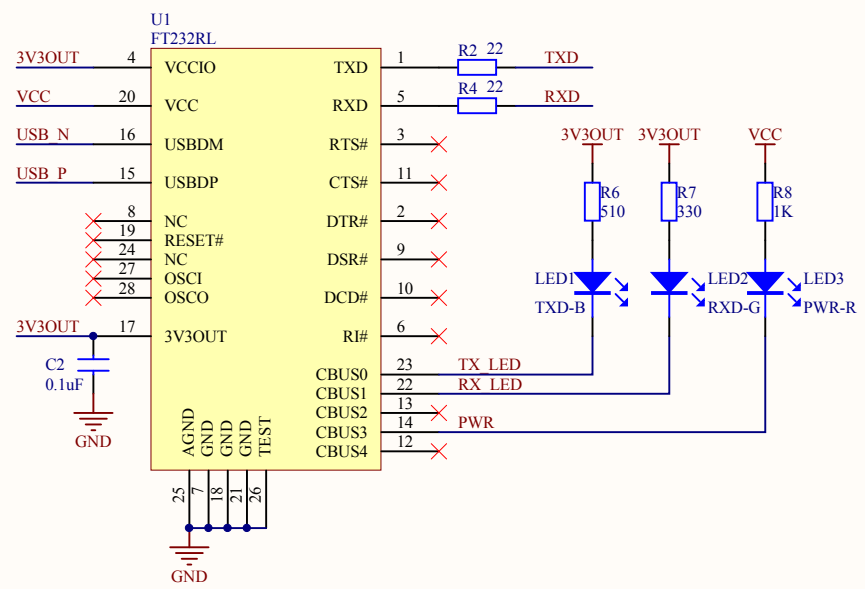 U1
FT232RL
3V3OUT 4 VCCIO TXD 1 R2 22 TXD
VCC 20 VCC RXD 5 R4 22 RXD
USB_N 16 USBDM RTS# 3 3V3OUT 3V3OUT VCC
USB_P 15 USBDP CTS# 11
R6 R7 R8
510 330 1K
8 NC DTR# 2
19 RESET#
24 NC DSR# 9
27 OSCI LED1 LED2 LED3
28 OSCO DCD# 10
TXD-B RXD-G PWR-R
3V3OUT 17 3V3OUT RI# 6
C2
0.1uF
GND
CBUS0 23 TX_LED
CBUS1 22 RX_LED
CBUS2 13
CBUS3 14 PWR
CBUS4 12
AGND GND GND GND TEST
25 7 18 21 26
GND